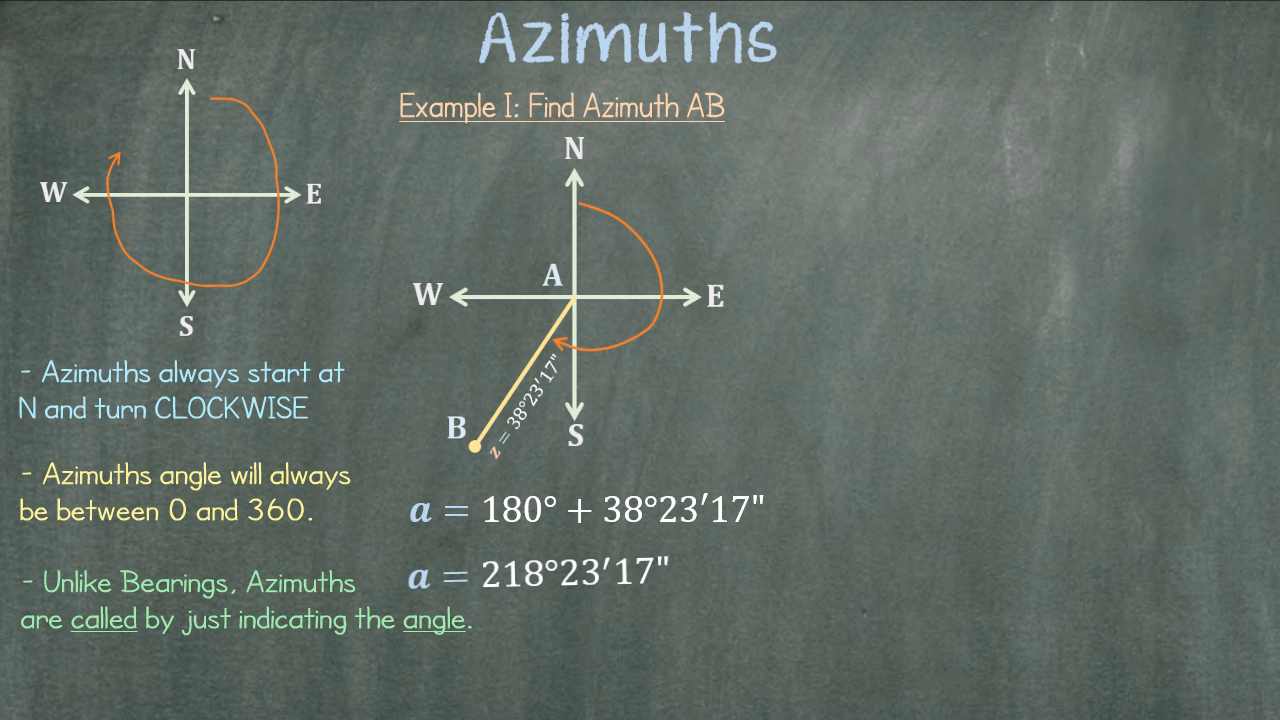 Azimuths
N
W
E
S
- Azimuths always start at
N and turn CLOCKWISE
- Azimuths angle will always
be between 0 and 360.
- Unlike Bearings, Azimuths
are called by just indicating the angle.
Example I: Find Azimuth AB
N
A
W
E
B
z = 38°23′17"
S
a = 180° + 38°23′17"
a = 218°23′17"